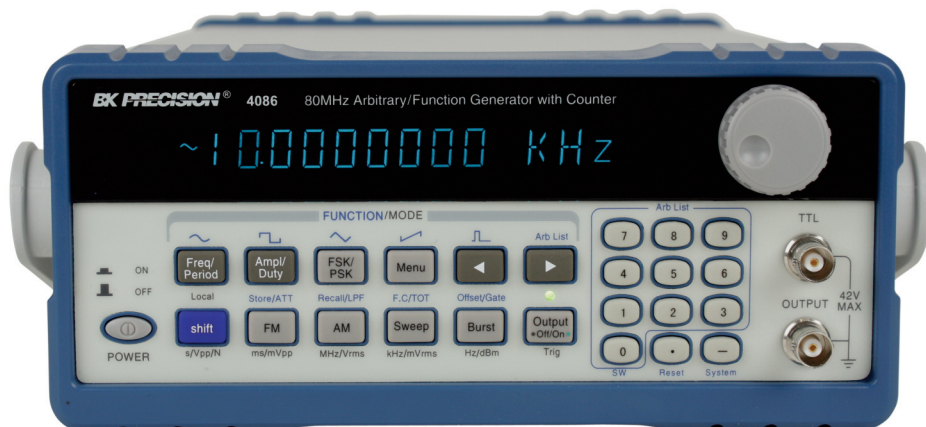 BK PRECISION® 4086 80MHz Arbitrary/Function Generator with Counter
~10.0000000 KHz
FUNCTION/MODE
Arb List
Freq/Period
Ampl/Duty
FSK/PSK
Menu
◄
►
Local
Store/ATT
Recall/LPF
F.C/TOT
Offset/Gate
shift
FM
AM
Sweep
Burst
Output
Off/On
s/Vpp/N
ms/mVpp
MHz/Vrms
kHz/mVrms
Hz/dBm
Trig
ON
OFF
POWER
Arb List
7 8 9
4 5 6
1 2 3
0 . −
SW Reset System
TTL
OUTPUT
42V
MAX